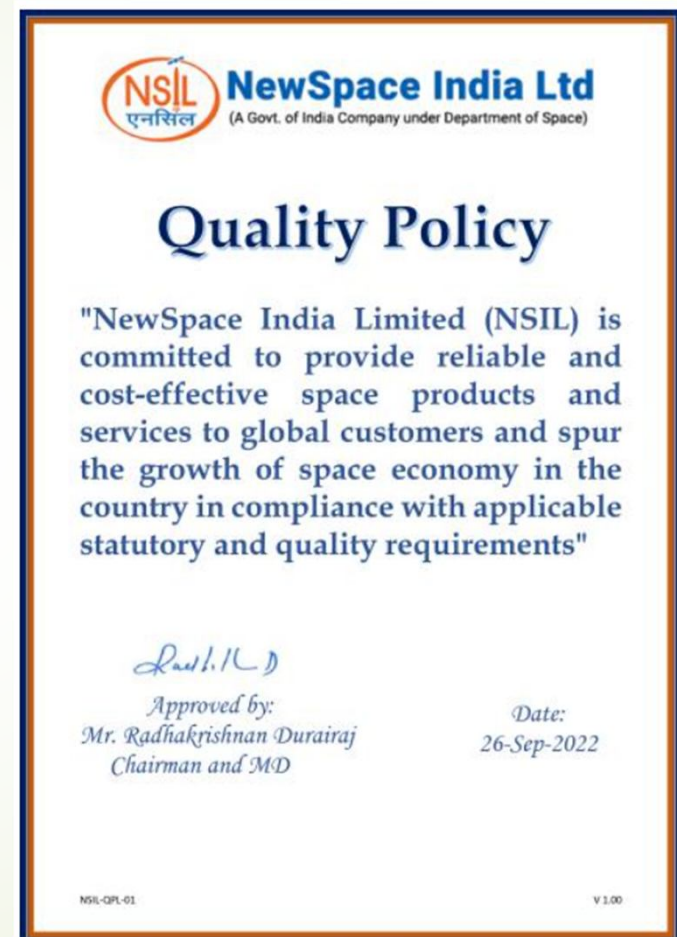 NSIL
एनसिल
NewSpace India Ltd
(A Govt. of India Company under Department of Space)
Quality Policy
"NewSpace India Limited (NSIL) is
committed to provide reliable and
cost-effective space products and
services to global customers and spur
the growth of space economy in the
country in compliance with applicable
statutory and quality requirements"
Approved by:
Mr. Radhakrishnan Durairaj
Chairman and MD
Date:
26-Sep-2022
NSIL-QPL-01
V 1.00